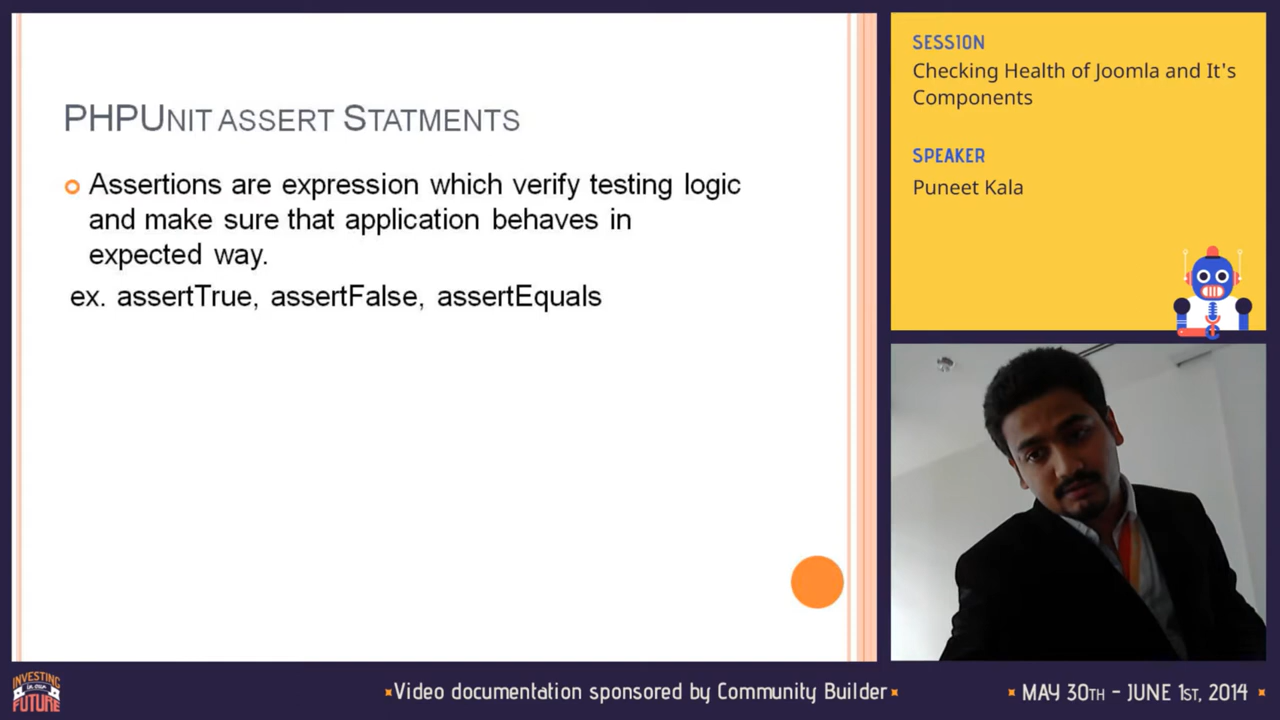 PHPUNIT ASSERT STATMENTS
Assertions are expression which verify testing logic
and make sure that application behaves in
expected way.
ex. assertTrue, assertFalse, assertEquals
SESSION
Checking Health of Joomla and It's
Components
SPEAKER
Puneet Kala
INVESTING
in our
FUTURE
Video documentation sponsored by Community Builder
MAY 30TH - JUNE 1ST, 2014